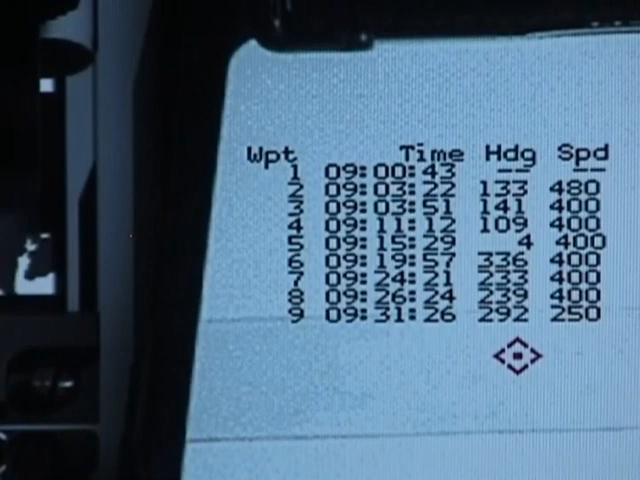 Wpt Time Hdg Spd
1 09:00:43 -- --
2 09:03:22 133 480
3 09:03:51 141 400
4 09:11:12 109 400
5 09:15:29 4 400
6 09:19:57 336 400
7 09:24:21 233 400
8 09:26:24 239 400
9 09:31:26 292 250